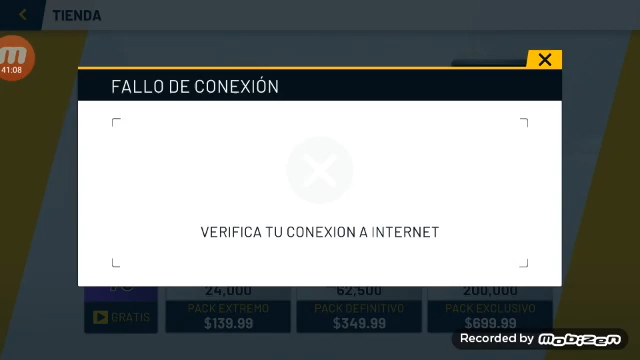 TIENDA
41:08
FALLO DE CONEXIÓN
VERIFICA TU CONEXION A INTERNET
24,000
62,500
200,000
GRATIS
PACK EXTREMO
$139.99
PACK DEFINITIVO
$349.99
PACK EXCLUSIVO
$699.99
Recorded by mobizen